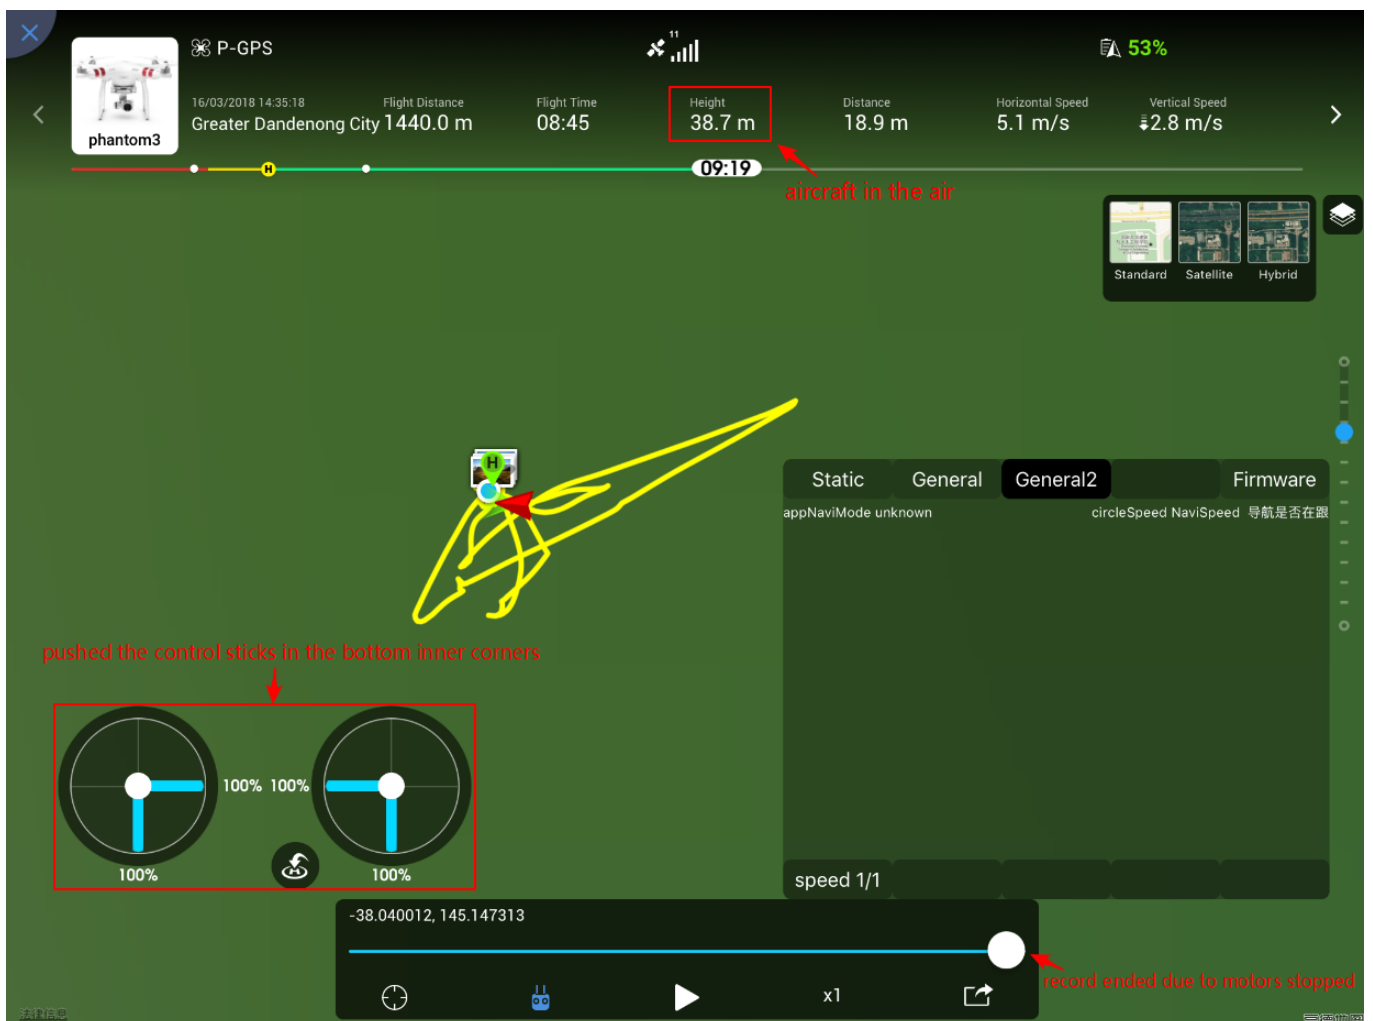 P-GPS
11
53%
phantom3
16/03/2018 14:35:18
Greater Dandenong City
Flight Distance
1440.0 m
Flight Time
08:45
Height
38.7 m
Distance
18.9 m
Horizontal Speed
5.1 m/s
Vertical Speed
2.8 m/s
H
09:19
aircraft in the air
Standard
Satellite
Hybrid
H
Static
General
General2
Firmware
appNaviMode unknown
circleSpeed NaviSpeed 导航是否在跟
pushed the control sticks in the bottom inner corners
100%
100%
100%
100%
speed 1/1
-38.040012, 145.147313
record ended due to motors stopped
x1
法律信息